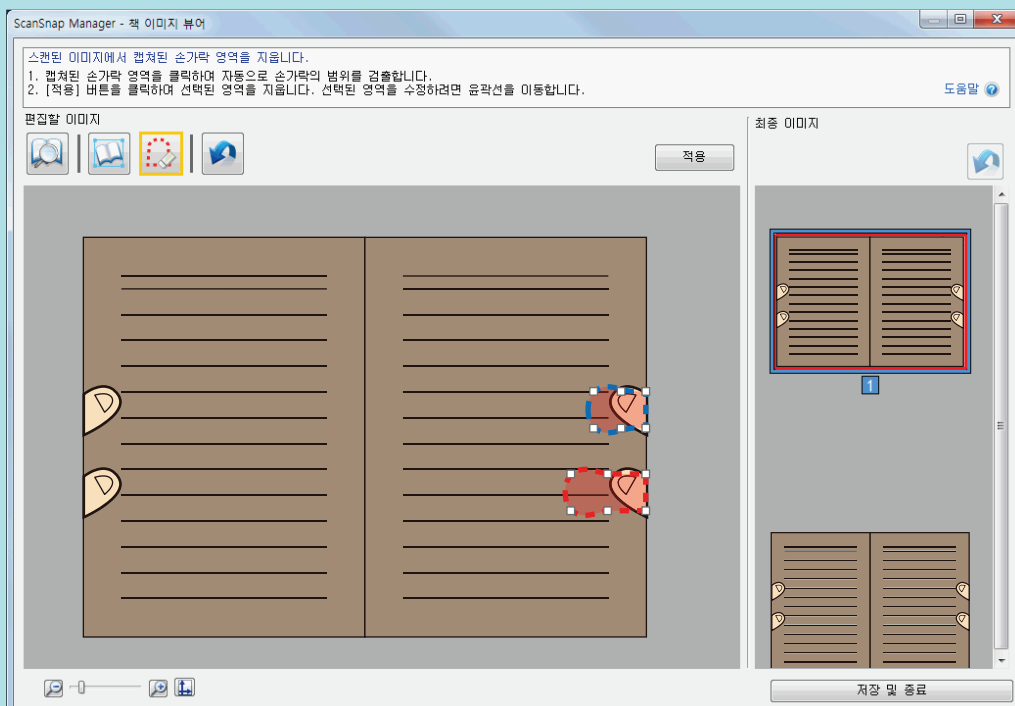 ScanSnap Manager - 책 이미지 뷰어
스캔된 이미지에서 캡쳐된 손가락 영역을 지웁니다.
1. 캡쳐된 손가락 영역을 클릭하여 자동으로 손가락의 범위를 검출합니다.
2. [적용] 버튼을 클릭하여 선택된 영역을 지웁니다. 선택된 영역을 수정하려면 윤곽선을 이동합니다.
도움말
편집할 이미지
최종 이미지
적용
1
저장 및 종료